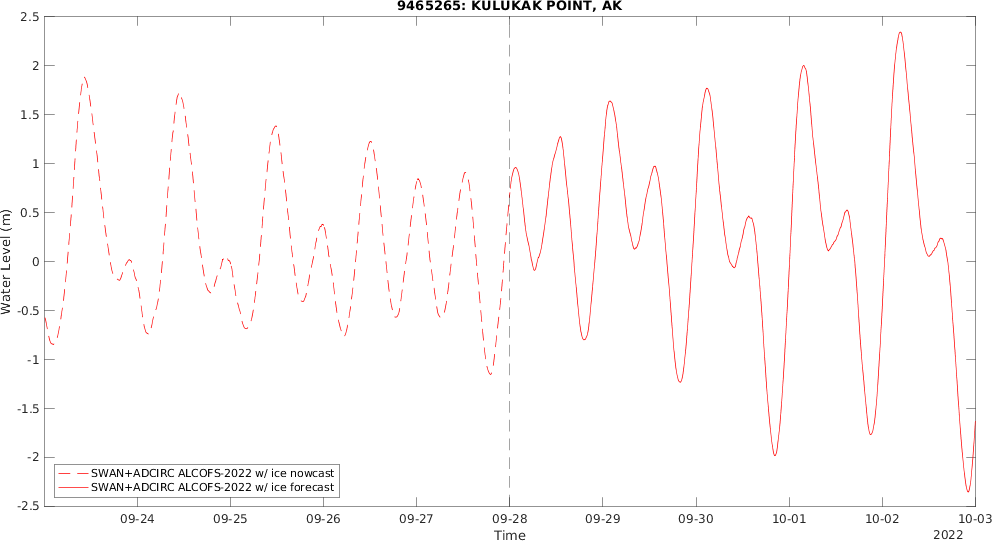 9465265: KULUKAK POINT, AK
2.5
2
1.5
1
0.5
0
-0.5
-1
-1.5
-2
-2.5
Water Level (m)
SWAN+ADCIRC ALCOFS-2022 w/ ice nowcast
SWAN+ADCIRC ALCOFS-2022 w/ ice forecast
09-24 09-25 09-26 09-27 09-28 09-29 09-30 10-01 10-02 10-03
Time
2022